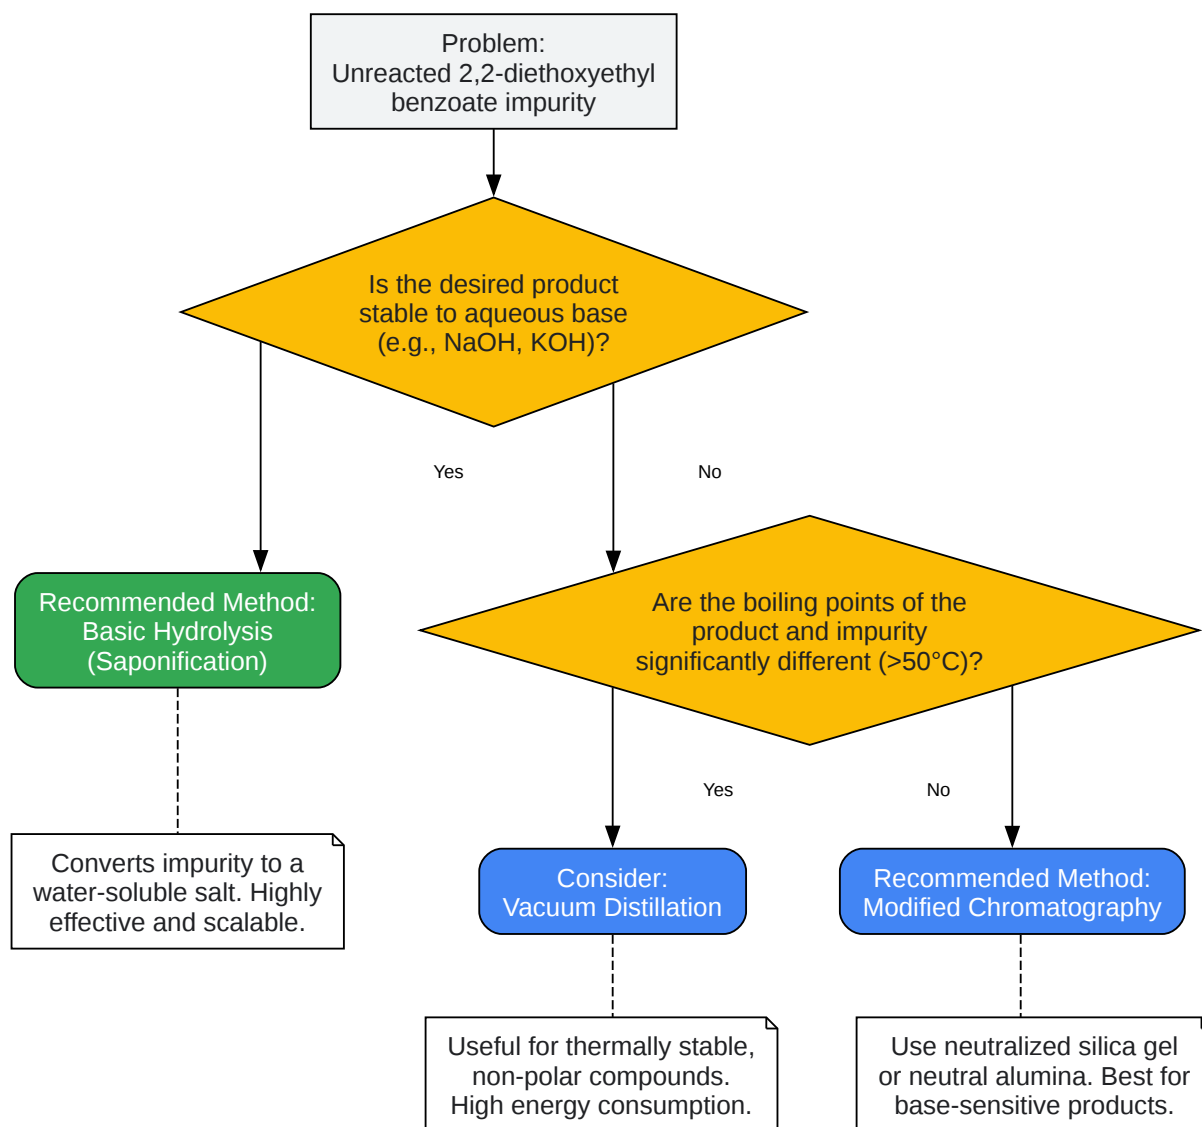 Problem:
Unreacted 2,2-diethoxyethyl
benzoate impurity
Is the desired product
stable to aqueous base
(e.g., NaOH, KOH)?
Yes
No
Recommended Method:
Basic Hydrolysis
(Saponification)
Are the boiling points of the
product and impurity
significantly different (>50°C)?
Yes
No
Converts impurity to a
water-soluble salt. Highly
effective and scalable.
Consider:
Vacuum Distillation
Recommended Method:
Modified Chromatography
Useful for thermally stable,
non-polar compounds.
High energy consumption.
Use neutralized silica gel
or neutral alumina. Best for
base-sensitive products.